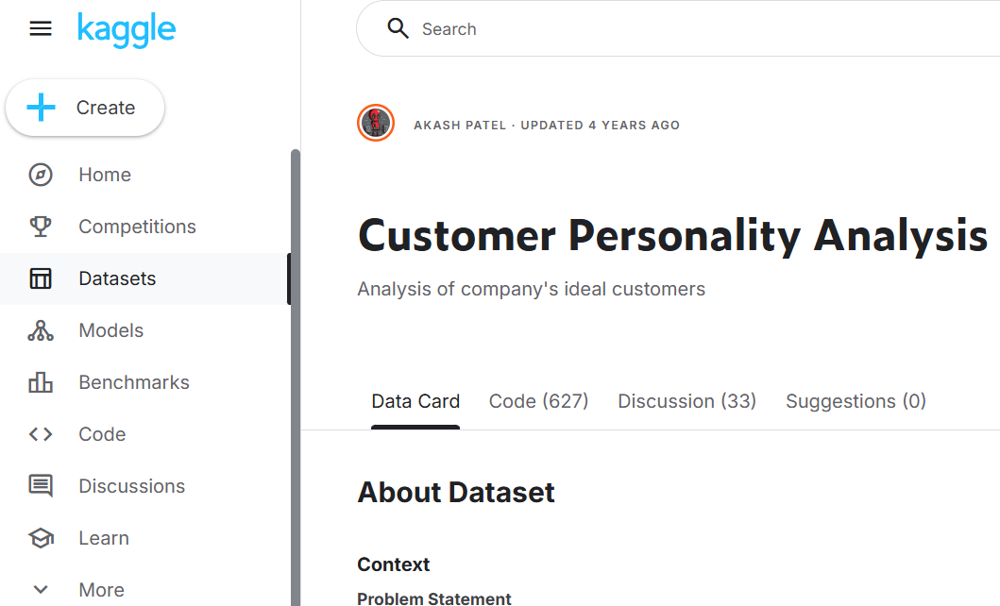 kaggle
Search
Create
AKASH PATEL · UPDATED 4 YEARS AGO
Home
Competitions
Datasets
Models
Benchmarks
Code
Discussions
Learn
More
Customer Personality Analysis
Analysis of company's ideal customers
Data Card Code (627) Discussion (33) Suggestions (0)
About Dataset
Context
Problem Statement